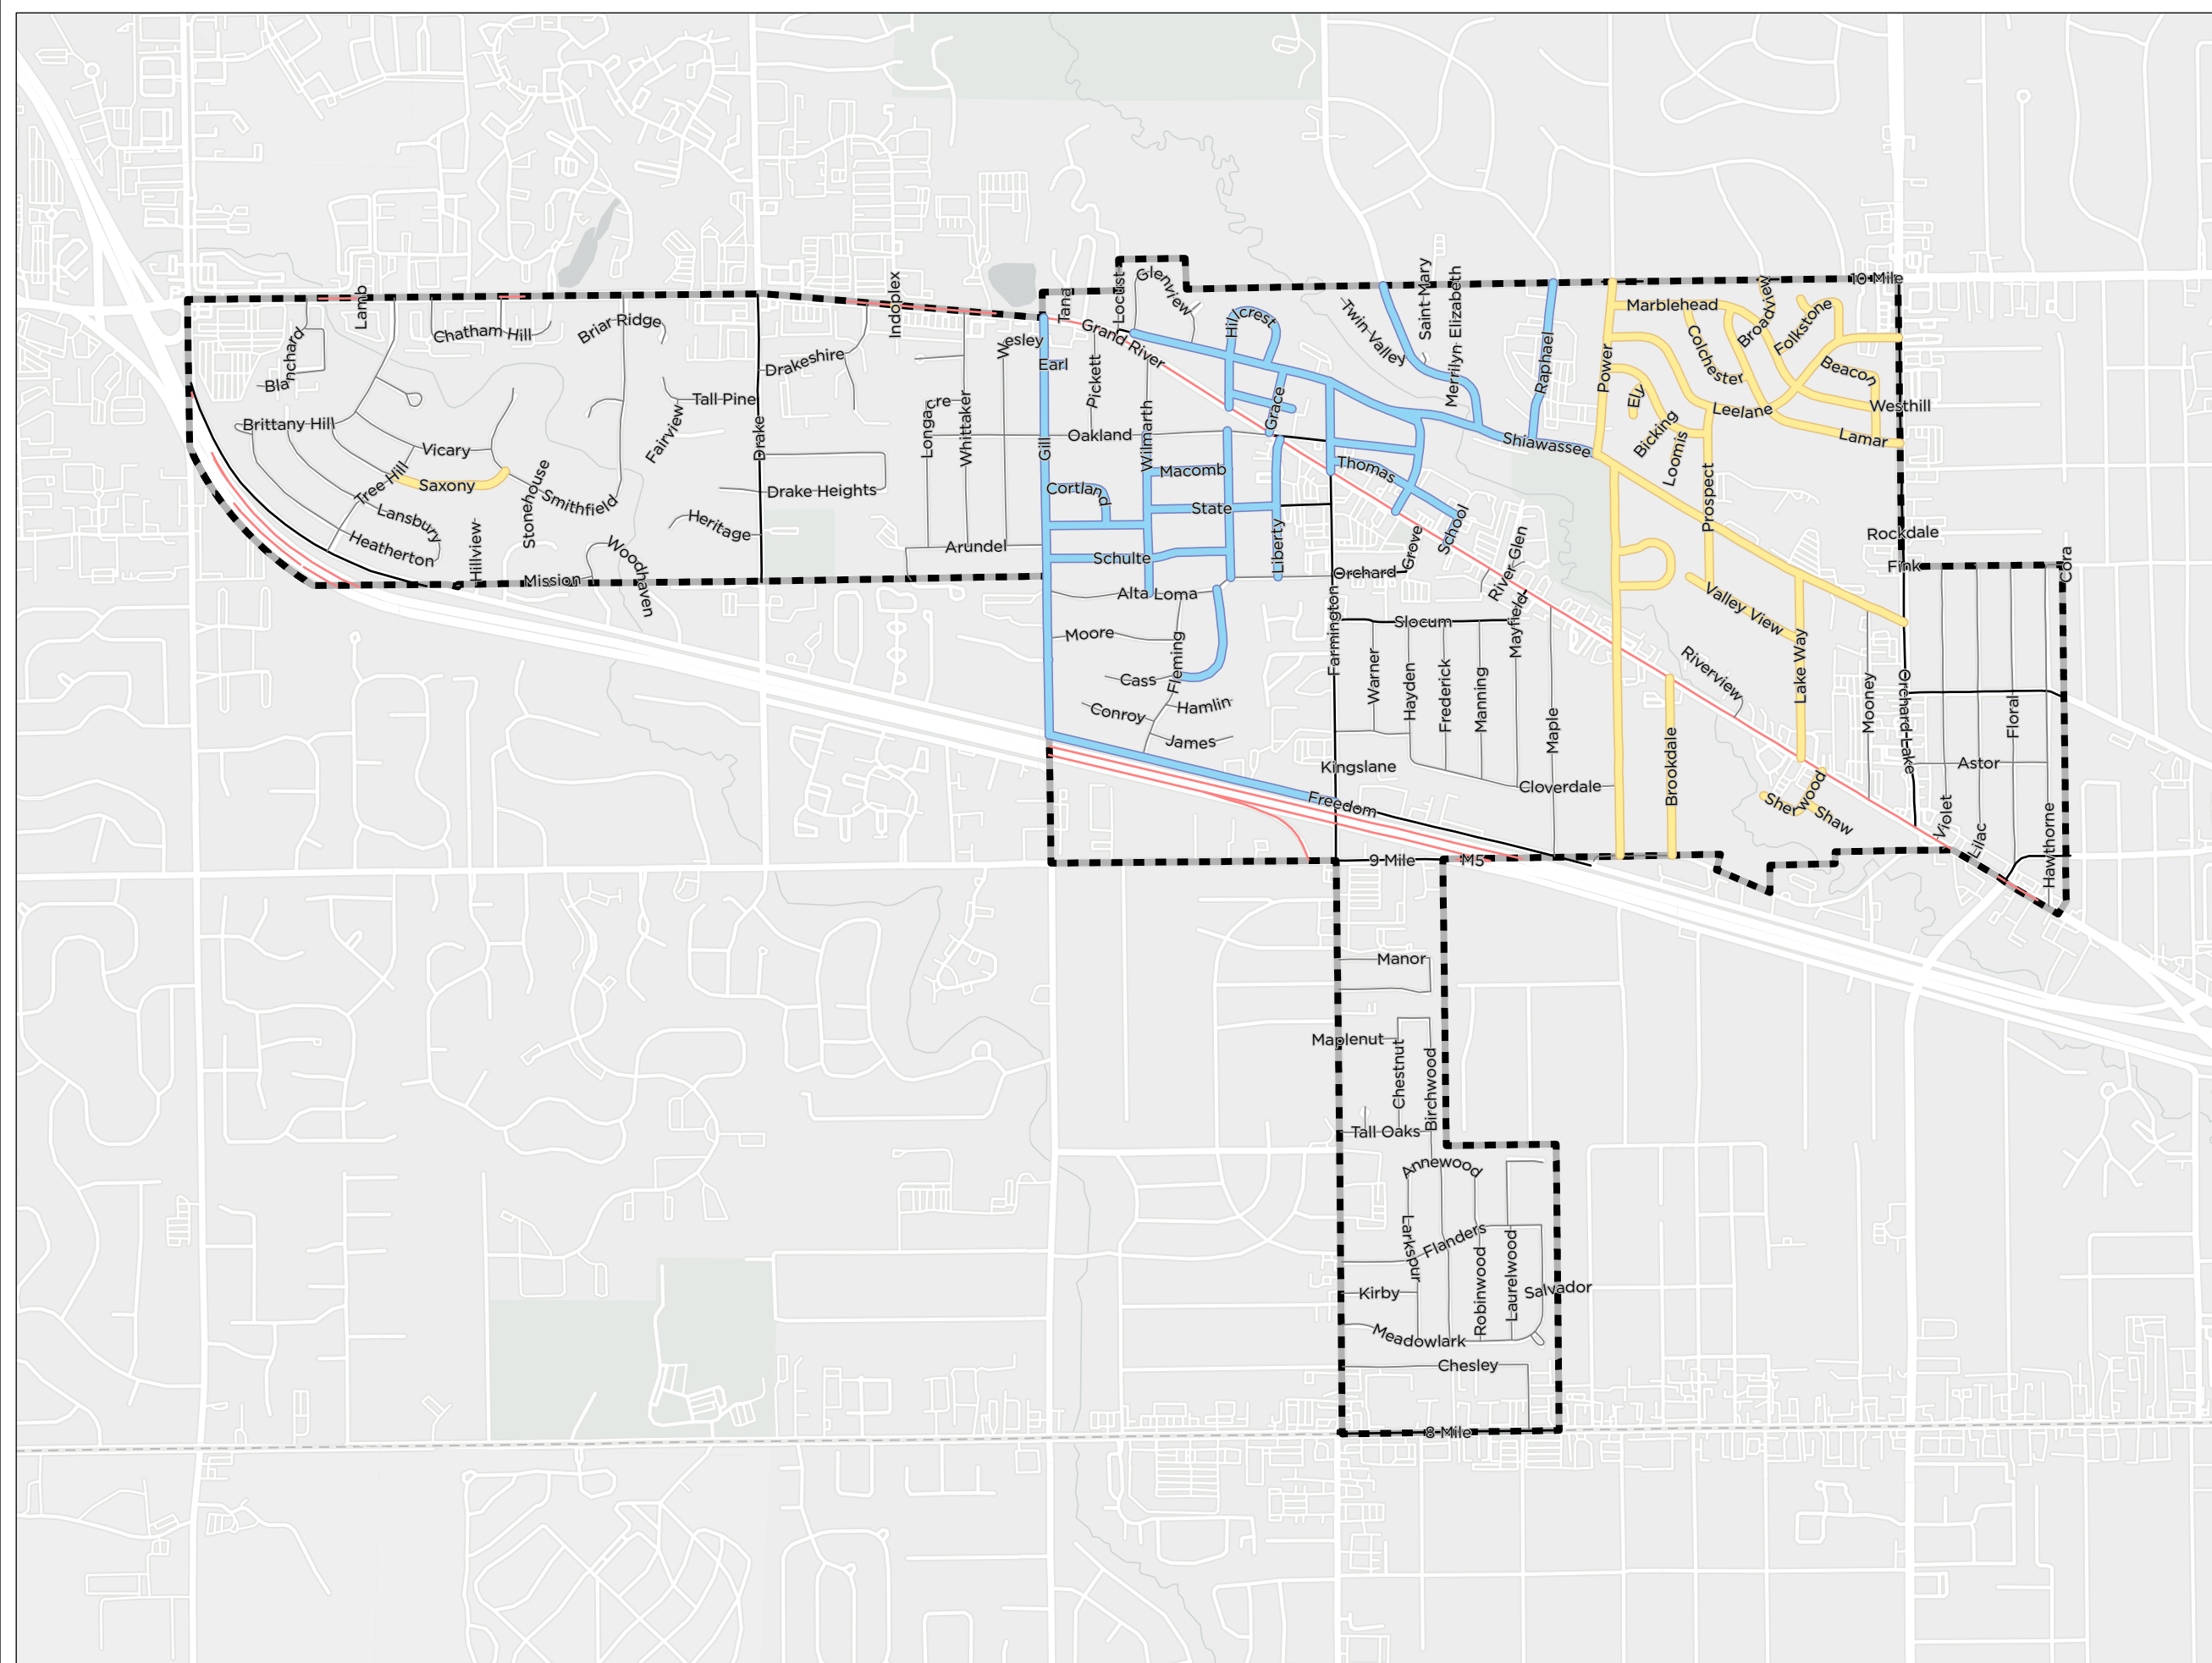 10 Mile
Glenview
Locust
Tana
Indoplex
Lamb
Saint Mary
Merrilyn Elizabeth
Broadview
Marblehead
Folkstone
Hillcrest
Twin Valley
Chatham Hill
Briar Ridge
Blanchard
Grand River
Wesley
Earl
Drakeshire
Raphael
Power
Colchester
Beacon
Pickett
Tall Pine
Ely
Leelane
Westhill
Grace
Longacre
Whittaker
Wilmarth
Brittany Hill
Fairview
Drake
Gill
Oakland
Shiawassee
Bicking
Loomis
Lamar
Vicary
Macomb
Thomas
Prospect
Tree Hill
Saxony
Stonehouse
Smithfield
Drake Heights
Cortland
State
Lansbury
Heritage
Liberty
School
Grove
River Glen
Rockdale
Heatherton
Hillview
Woodhaven
Arundel
Schulte
Orchard
Fink
Cora
Mission
Alta Loma
Valley View
Farmington
Slocum
Mayfield
Moore
Fleming
Lake Way
Riverview
Cass
Warner
Hayden
Frederick
Manning
Maple
Mooney
Orchard Lake
Floral
Conroy
Hamlin
James
Kingslane
Cloverdale
Brookdale
Astor
Freedom
Sherwood
Shaw
Violet
Lilac
Hawthorne
9 Mile
M5
Manor
Maplenut
Chestnut
Birchwood
Tall Oaks
Annewood
Larkspur
Flanders
Robinwood
Laurelwood
Salvador
Kirby
Meadowlark
Chesley
8 Mile